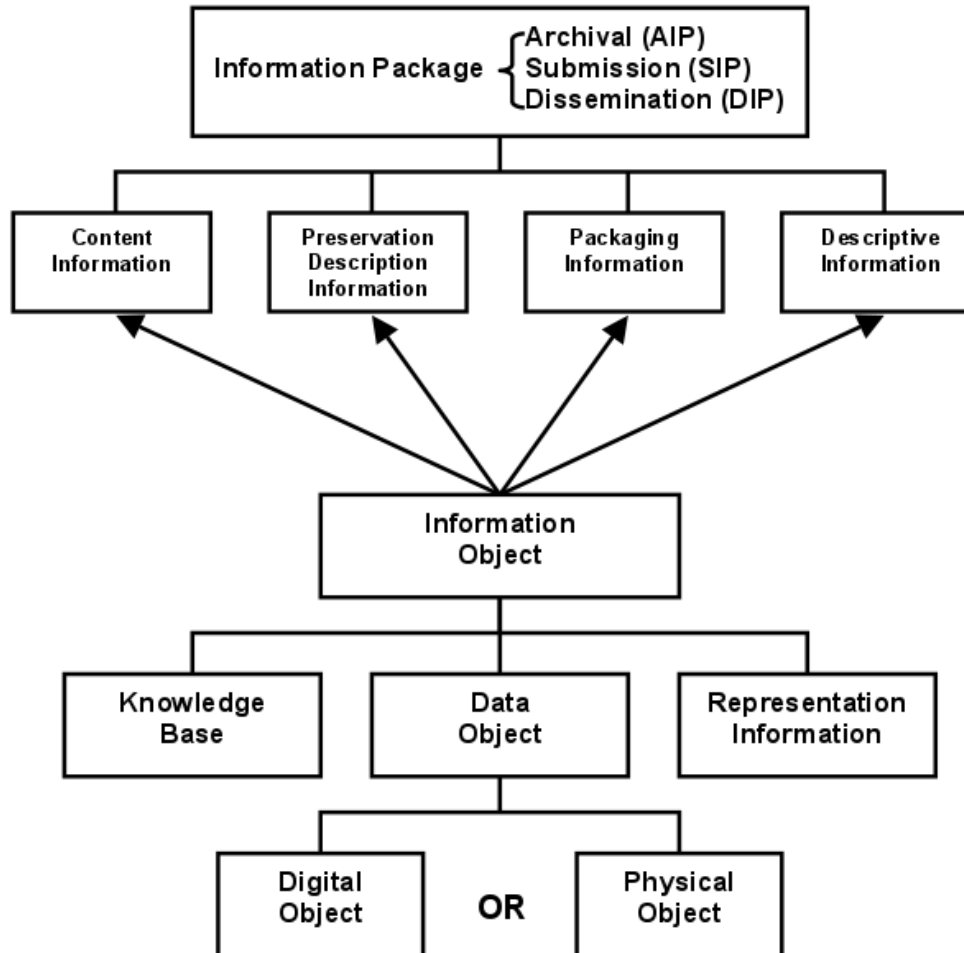 Information Package
Archival (AIP)
Submission (SIP)
Dissemination (DIP)
Content
Information
Preservation
Description
Information
Packaging
Information
Descriptive
Information
Information
Object
Knowledge
Base
Data
Object
Representation
Information
Digital
Object
OR
Physical
Object